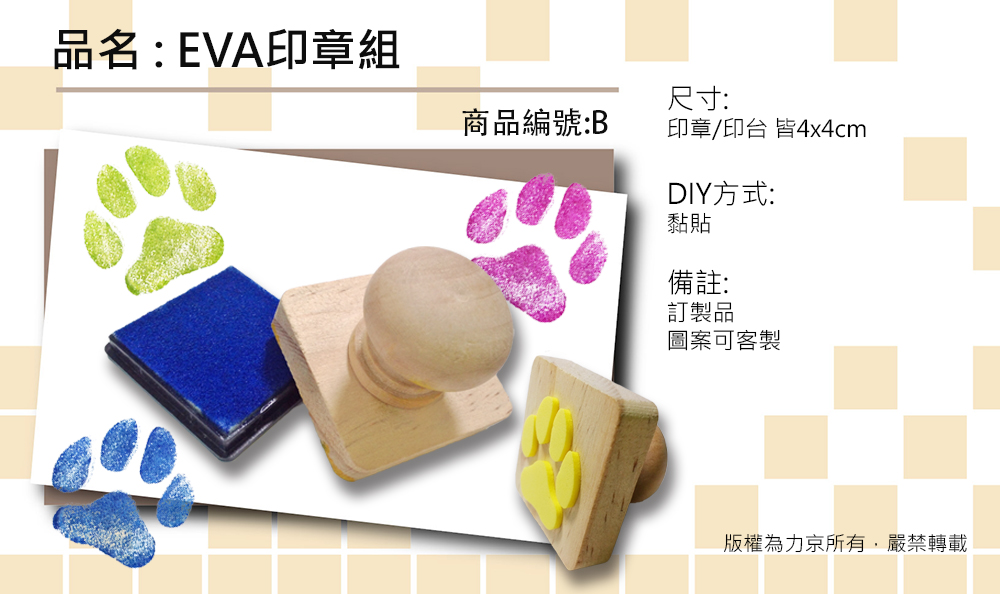 品名 : EVA印章組
商品編號:B
尺寸:
印章/印台 皆4x4cm
DIY方式:
黏貼
備註:
訂製品
圖案可客製
版權為力京所有，嚴禁轉載